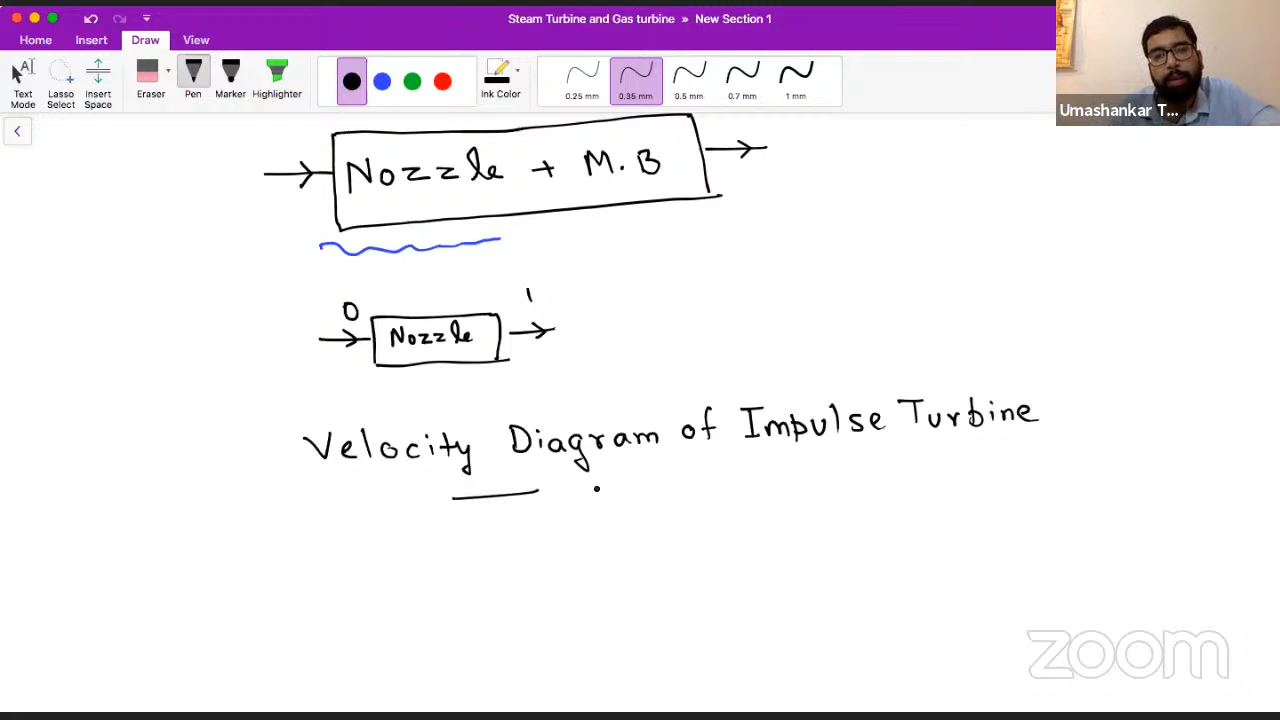 Steam Turbine and Gas turbine » New Section 1
Home Insert Draw View
Text Mode
Lasso Select
Insert Space
Eraser
Pen
Marker
Highlighter
Ink Color
0.25 mm
0.35 mm
0.5 mm
0.7 mm
1 mm
Umashankar T...
Nozzle + M.B
0 1
Nozzle
Velocity Diagram of Impulse Turbine
zoom